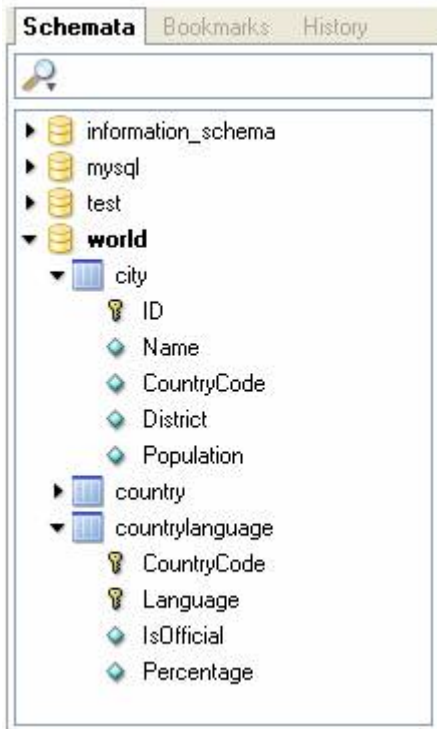 Schemata Bookmarks History
information_schema
mysql
test
world
city
ID
Name
CountryCode
District
Population
country
countrylanguage
CountryCode
Language
IsOfficial
Percentage